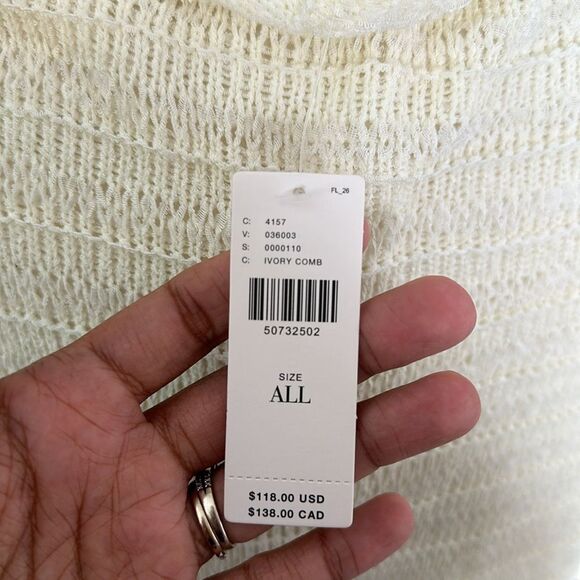 FL_26
C: 4157
V: 036003
S: 0000110
C: IVORY COMB
50732502
SIZE
ALL
$118.00 USD
$138.00 CAD